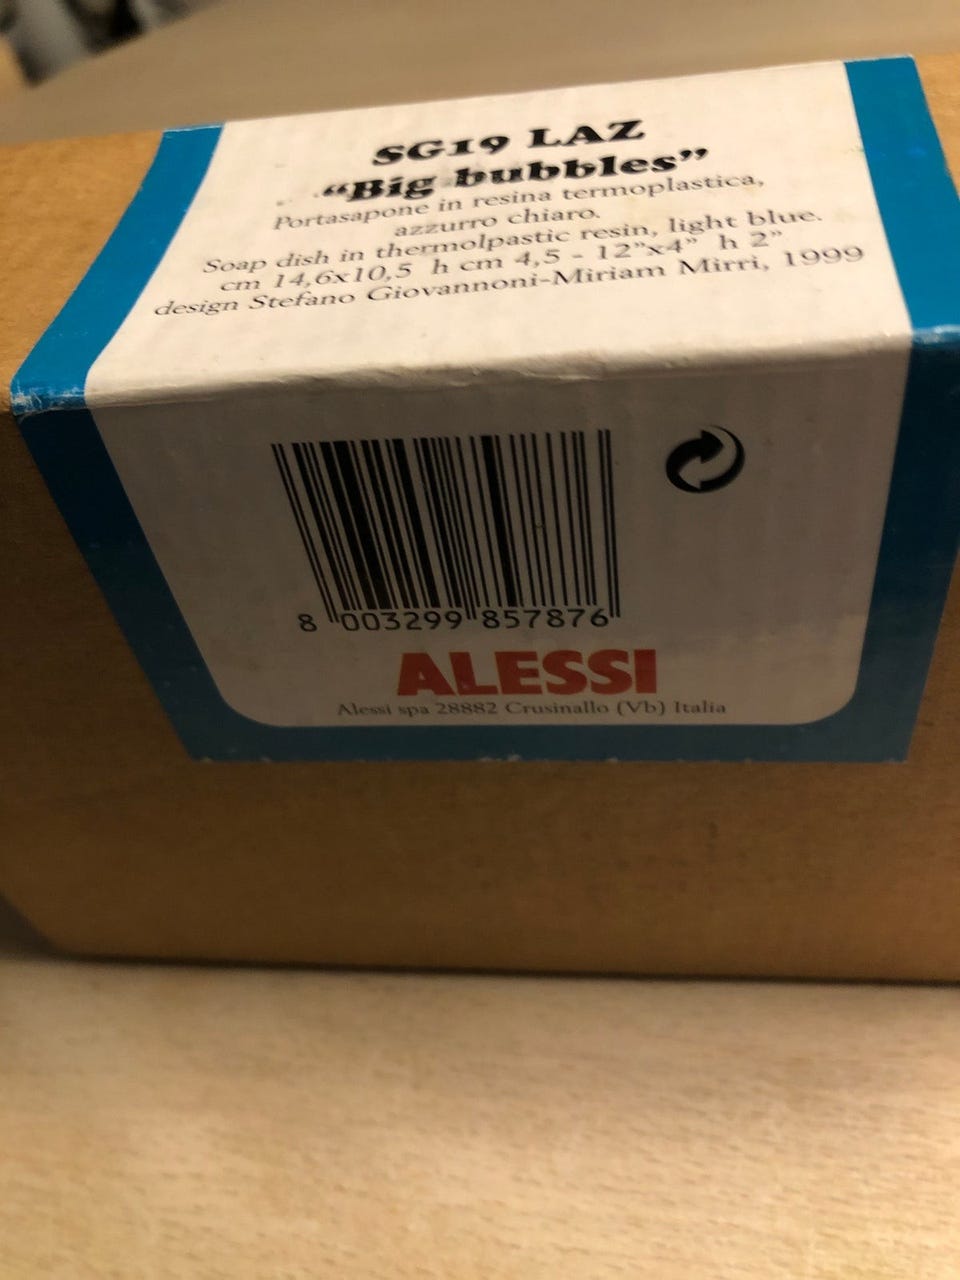 SG19 LAZ
“Big bubbles”
Portasapone in resina termoplastica,
azzurro chiaro.
Soap dish in thermolpastic resin, light blue.
cm 14,6x10,5 h cm 4,5 - 12”x4” h 2”
design Stefano Giovannoni-Miriam Mirri, 1999
8 003299 857876
ALESSI
Alessi spa 28882 Crusinallo (Vb) Italia